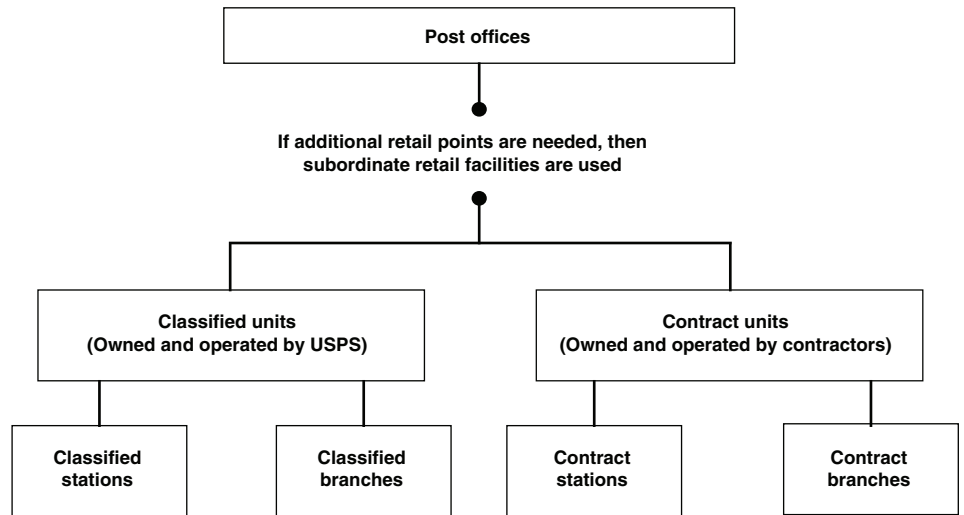 Post offices
If additional retail points are needed, then
subordinate retail facilities are used
Classified units
(Owned and operated by USPS)
Contract units
(Owned and operated by contractors)
Classified
stations
Classified
branches
Contract
stations
Contract
branches